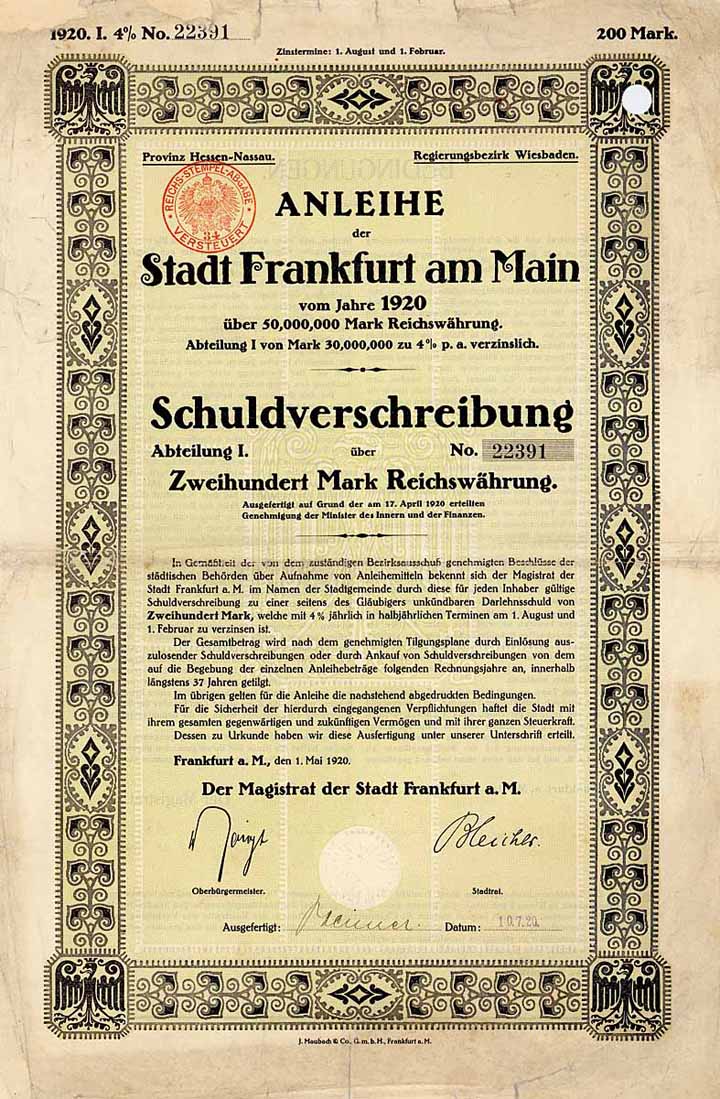 1920. I. 4% No. 22391
200 Mark.
Zinstermine: 1. August und 1. Februar.
Provinz Hessen-Nassau.
Regierungsbezirk Wiesbaden.
REICHS-STEMPEL-ABGABE
VERSTEUERT
ANLEIHE
der
Stadt Frankfurt am Main
vom Jahre 1920
über 50,000,000 Mark Reichswährung.
Abteilung I von Mark 30,000,000 zu 4% p. a. verzinslich.
Schuldverschreibung
Abteilung I. über No. 22391
Zweihundert Mark Reichswährung.
Ausgefertigt auf Grund der am 17. April 1920 erteilten
Genehmigung der Minister des Innern und der Finanzen.
In Gemäßheit der von dem zuständigen Bezirksausschuß genehmigten Beschlüsse der
städtischen Behörden über Aufnahme von Anleihemitteln bekennt sich der Magistrat der
Stadt Frankfurt a. M. im Namen der Stadtgemeinde durch diese für jeden Inhaber gültige
Schuldverschreibung zu einer seitens des Gläubigers unkündbaren Darlehnsschuld von
Zweihundert Mark, welche mit 4% jährlich in halbjährlichen Terminen am 1. August und
1. Februar zu verzinsen ist.
Der Gesamtbetrag wird nach dem genehmigten Tilgungsplane durch Einlösung aus-
zulosender Schuldverschreibungen oder durch Ankauf von Schuldverschreibungen von dem
auf die Begebung der einzelnen Anleihebeträge folgenden Rechnungsjahre an, innerhalb
längstens 37 Jahren getilgt.
Im übrigen gelten für die Anleihe die nachstehend abgedruckten Bedingungen.
Für die Sicherheit der hierdurch eingegangenen Verpflichtungen haftet die Stadt mit
ihrem gesamten gegenwärtigen und zukünftigen Vermögen und mit ihrer ganzen Steuerkraft.
Dessen zu Urkunde haben wir diese Ausfertigung unter unserer Unterschrift erteilt.
Frankfurt a. M., den 1. Mai 1920.
Der Magistrat der Stadt Frankfurt a. M.
Bleicher.
Oberbürgermeister.
Stadtrat.
Ausgefertigt:
Datum: 10.7.20.
J. Maubach & Co. G. m. b. H., Frankfurt a. M.